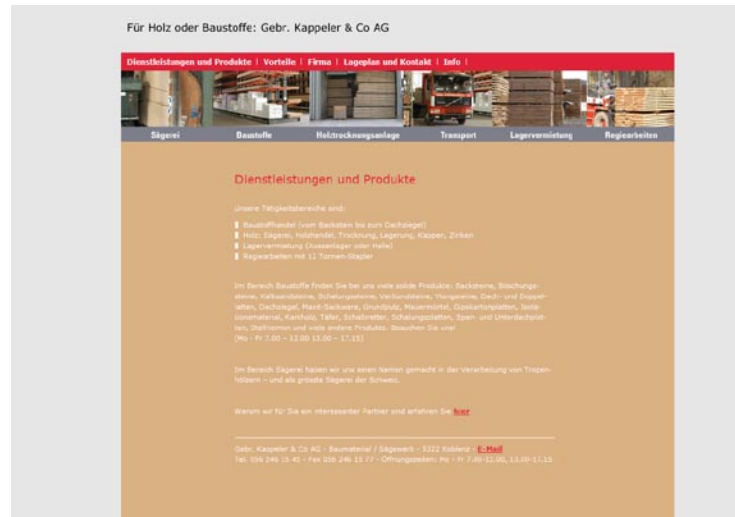 Für Holz oder Baustoffe: Gebr. Kappeler & Co AG
Dienstleistungen und Produkte | Vorteile | Firma | Lageplan und Kontakt | Info |
Sägerei Baustoffe Holztrocknungsanlage Transport Lagervermietung Regiearbeiten
Dienstleistungen und Produkte
Unsere Tätigkeitsbereiche sind:
Baustoffhandel (vom Backstein bis zum Dachziegel)
Holz: Sägerei, Holzhandel, Trocknung, Lagerung, Kappen, Zinken
Lagervermietung (Aussenlager oder Halle)
Regiearbeiten mit 12 Tonnen-Stapler
Im Bereich Baustoffe finden Sie bei uns viele solide Produkte: Backsteine, Böschungs-
steine, Kalksandsteine, Schalungssteine, Verbundsteine, Ytongsteine, Dach- und Doppel-
latten, Dachziegel, Maxit-Sackware, Grundputz, Mauermörtel, Gipskartonplatten, Isola-
tionsmaterial, Kantholz, Täfer, Schalbretter, Schalungsplatten, Span- und Unterdachplat-
ten, und viele andere Produkte. Besuchen Sie uns!
(Mo - Fr 7.00 – 12.00 13.00 – 17.15)
Im Bereich Sägerei haben wir uns einen Namen gemacht in der Verarbeitung von Tropen-
hölzern – und als grösste Sägerei der Schweiz.
Warum wir für Sie ein interessanter Partner sind erfahren Sie hier
Gebr. Kappeler & Co AG - Baumaterial / Sägewerk - 5322 Koblenz - E-Mail
Tel. 056 246 15 45 - Fax 056 246 15 77 - Öffnungszeiten: Mo - Fr 7.00-12.00, 13.00-17.15